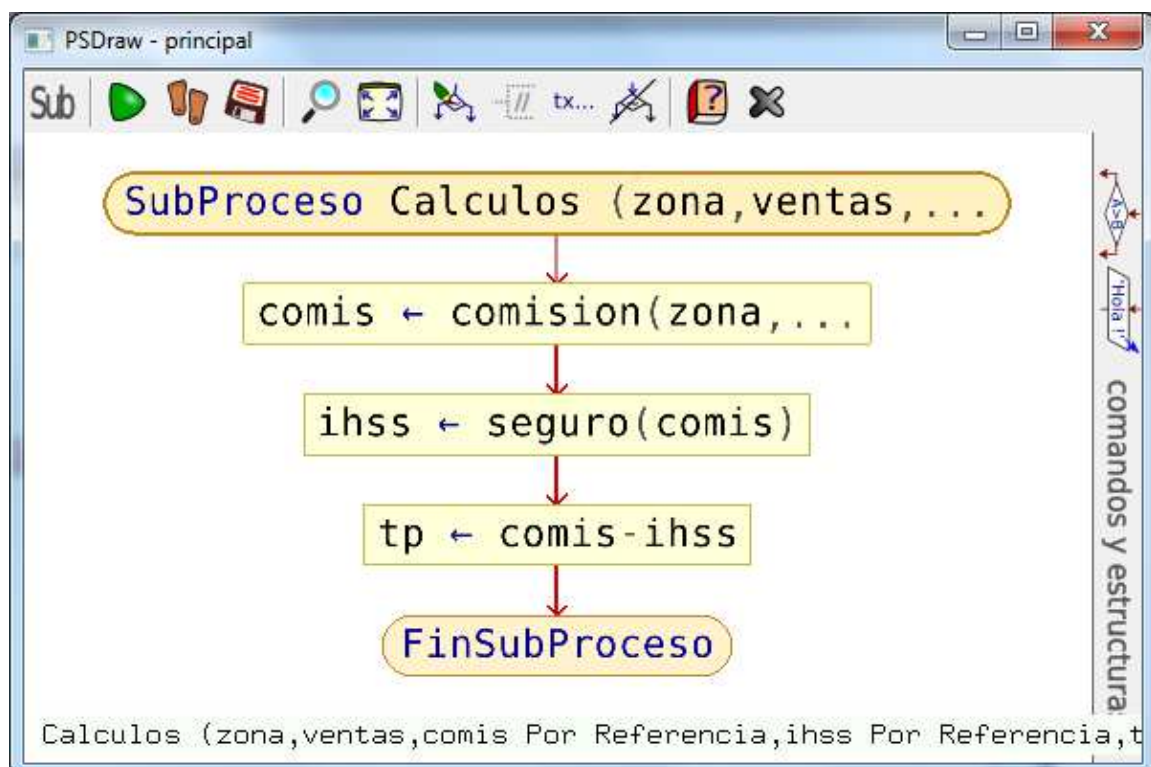 PSDraw - principal
Sub
tx...
SubProceso Calculos (zona,ventas,...
comis ← comision(zona,...
ihss ← seguro(comis)
tp ← comis-ihss
FinSubProceso
A>B
"Hola !"
comandos y estructuras
Calculos (zona,ventas,comis Por Referencia,ihss Por Referencia,t